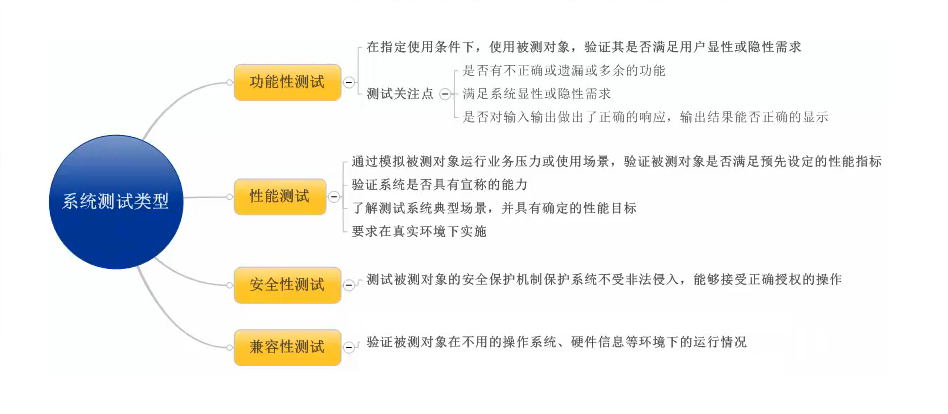 系统测试类型
功能性测试
在指定使用条件下，使用被测对象，验证其是否满足用户显性或隐性需求
测试关注点
是否有不正确或遗漏或多余的功能
满足系统显性或隐性需求
是否对输入输出做出了正确的响应，输出结果能否正确的显示
性能测试
通过模拟被测对象运行业务压力或使用场景，验证被测对象是否满足预先设定的性能指标
验证系统是否具有宣称的能力
了解测试系统典型场景，并具有确定的性能目标
要求在真实环境下实施
安全性测试
测试被测对象的安全保护机制保护系统不受非法侵入，能够接受正确授权的操作
兼容性测试
验证被测对象在不用的操作系统、硬件信息等环境下的运行情况